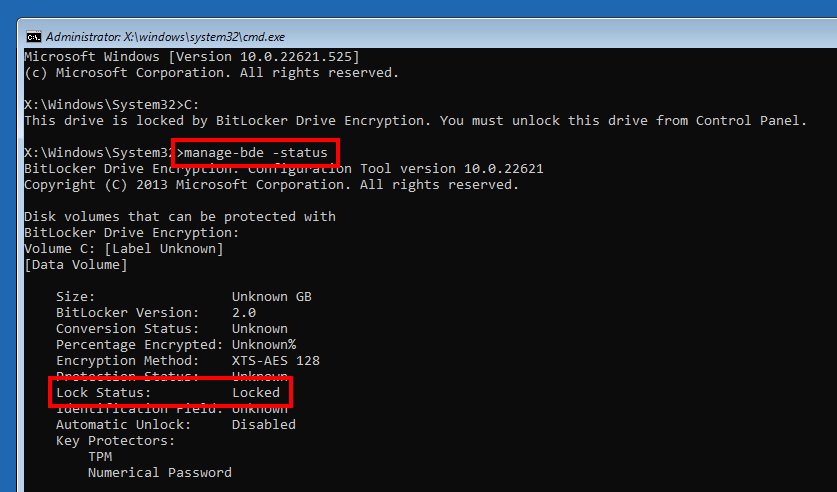 Administrator: X:\windows\system32\cmd.exe
Microsoft Windows [Version 10.0.22621.525]
(c) Microsoft Corporation. All rights reserved.
X:\Windows\System32>C:
This drive is locked by BitLocker Drive Encryption. You must unlock this drive from Control Panel.
X:\Windows\System32>manage-bde -status
BitLocker Drive Encryption: Configuration Tool version 10.0.22621
Copyright (C) 2013 Microsoft Corporation. All rights reserved.
Disk volumes that can be protected with
BitLocker Drive Encryption:
Volume C: [Label Unknown]
[Data Volume]
Size: Unknown GB
BitLocker Version: 2.0
Conversion Status: Unknown
Percentage Encrypted: Unknown%
Encryption Method: XTS-AES 128
Protection Status: Unknown
Lock Status: Locked
Identification Field: Unknown
Automatic Unlock: Disabled
Key Protectors:
TPM
Numerical Password